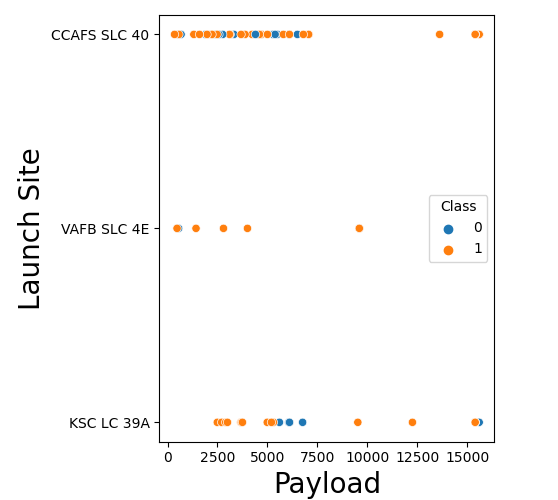 CCAFS SLC 40
VAFB SLC 4E
KSC LC 39A
Launch Site
Class
0
1
0 2500 5000 7500 10000 12500 15000
Payload